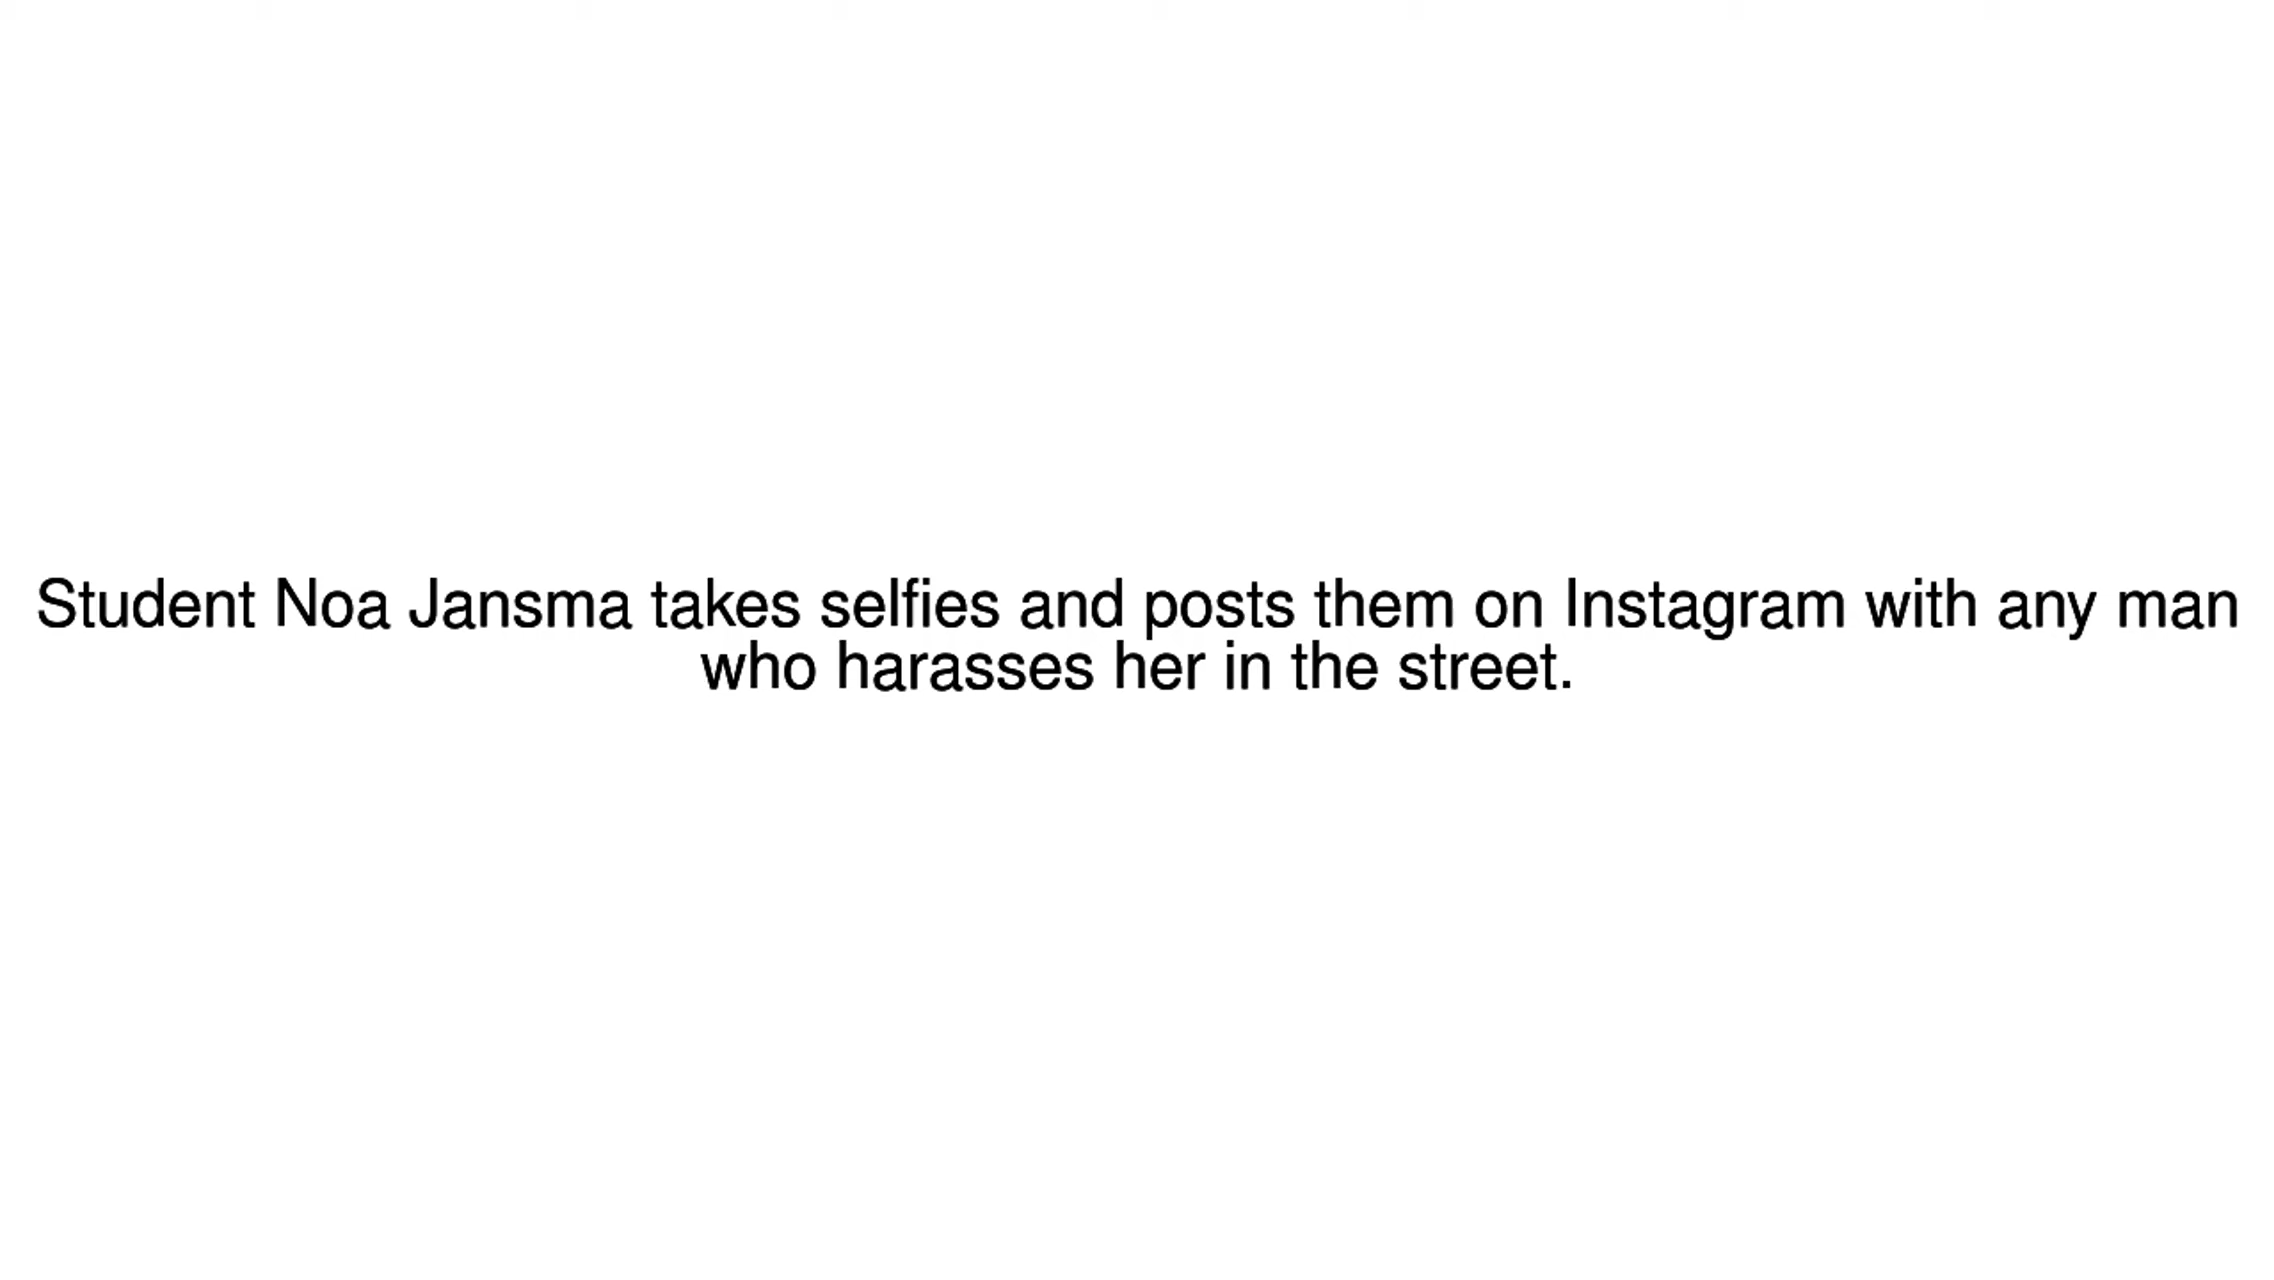 Student Noa Jansma takes selfies and posts them on Instagram with any man
who harasses her in the street.